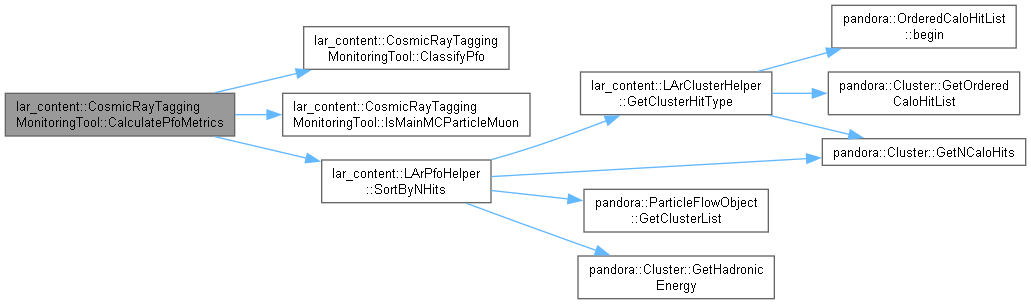 lar_content::CosmicRayTagging
MonitoringTool::CalculatePfoMetrics
lar_content::CosmicRayTagging
MonitoringTool::ClassifyPfo
lar_content::CosmicRayTagging
MonitoringTool::IsMainMCParticleMuon
lar_content::LArPfoHelper
::SortByNHits
lar_content::LArClusterHelper
::GetClusterHitType
pandora::OrderedCaloHitList
::begin
pandora::Cluster::GetOrdered
CaloHitList
pandora::Cluster::GetNCaloHits
pandora::ParticleFlowObject
::GetClusterList
pandora::Cluster::GetHadronic
Energy